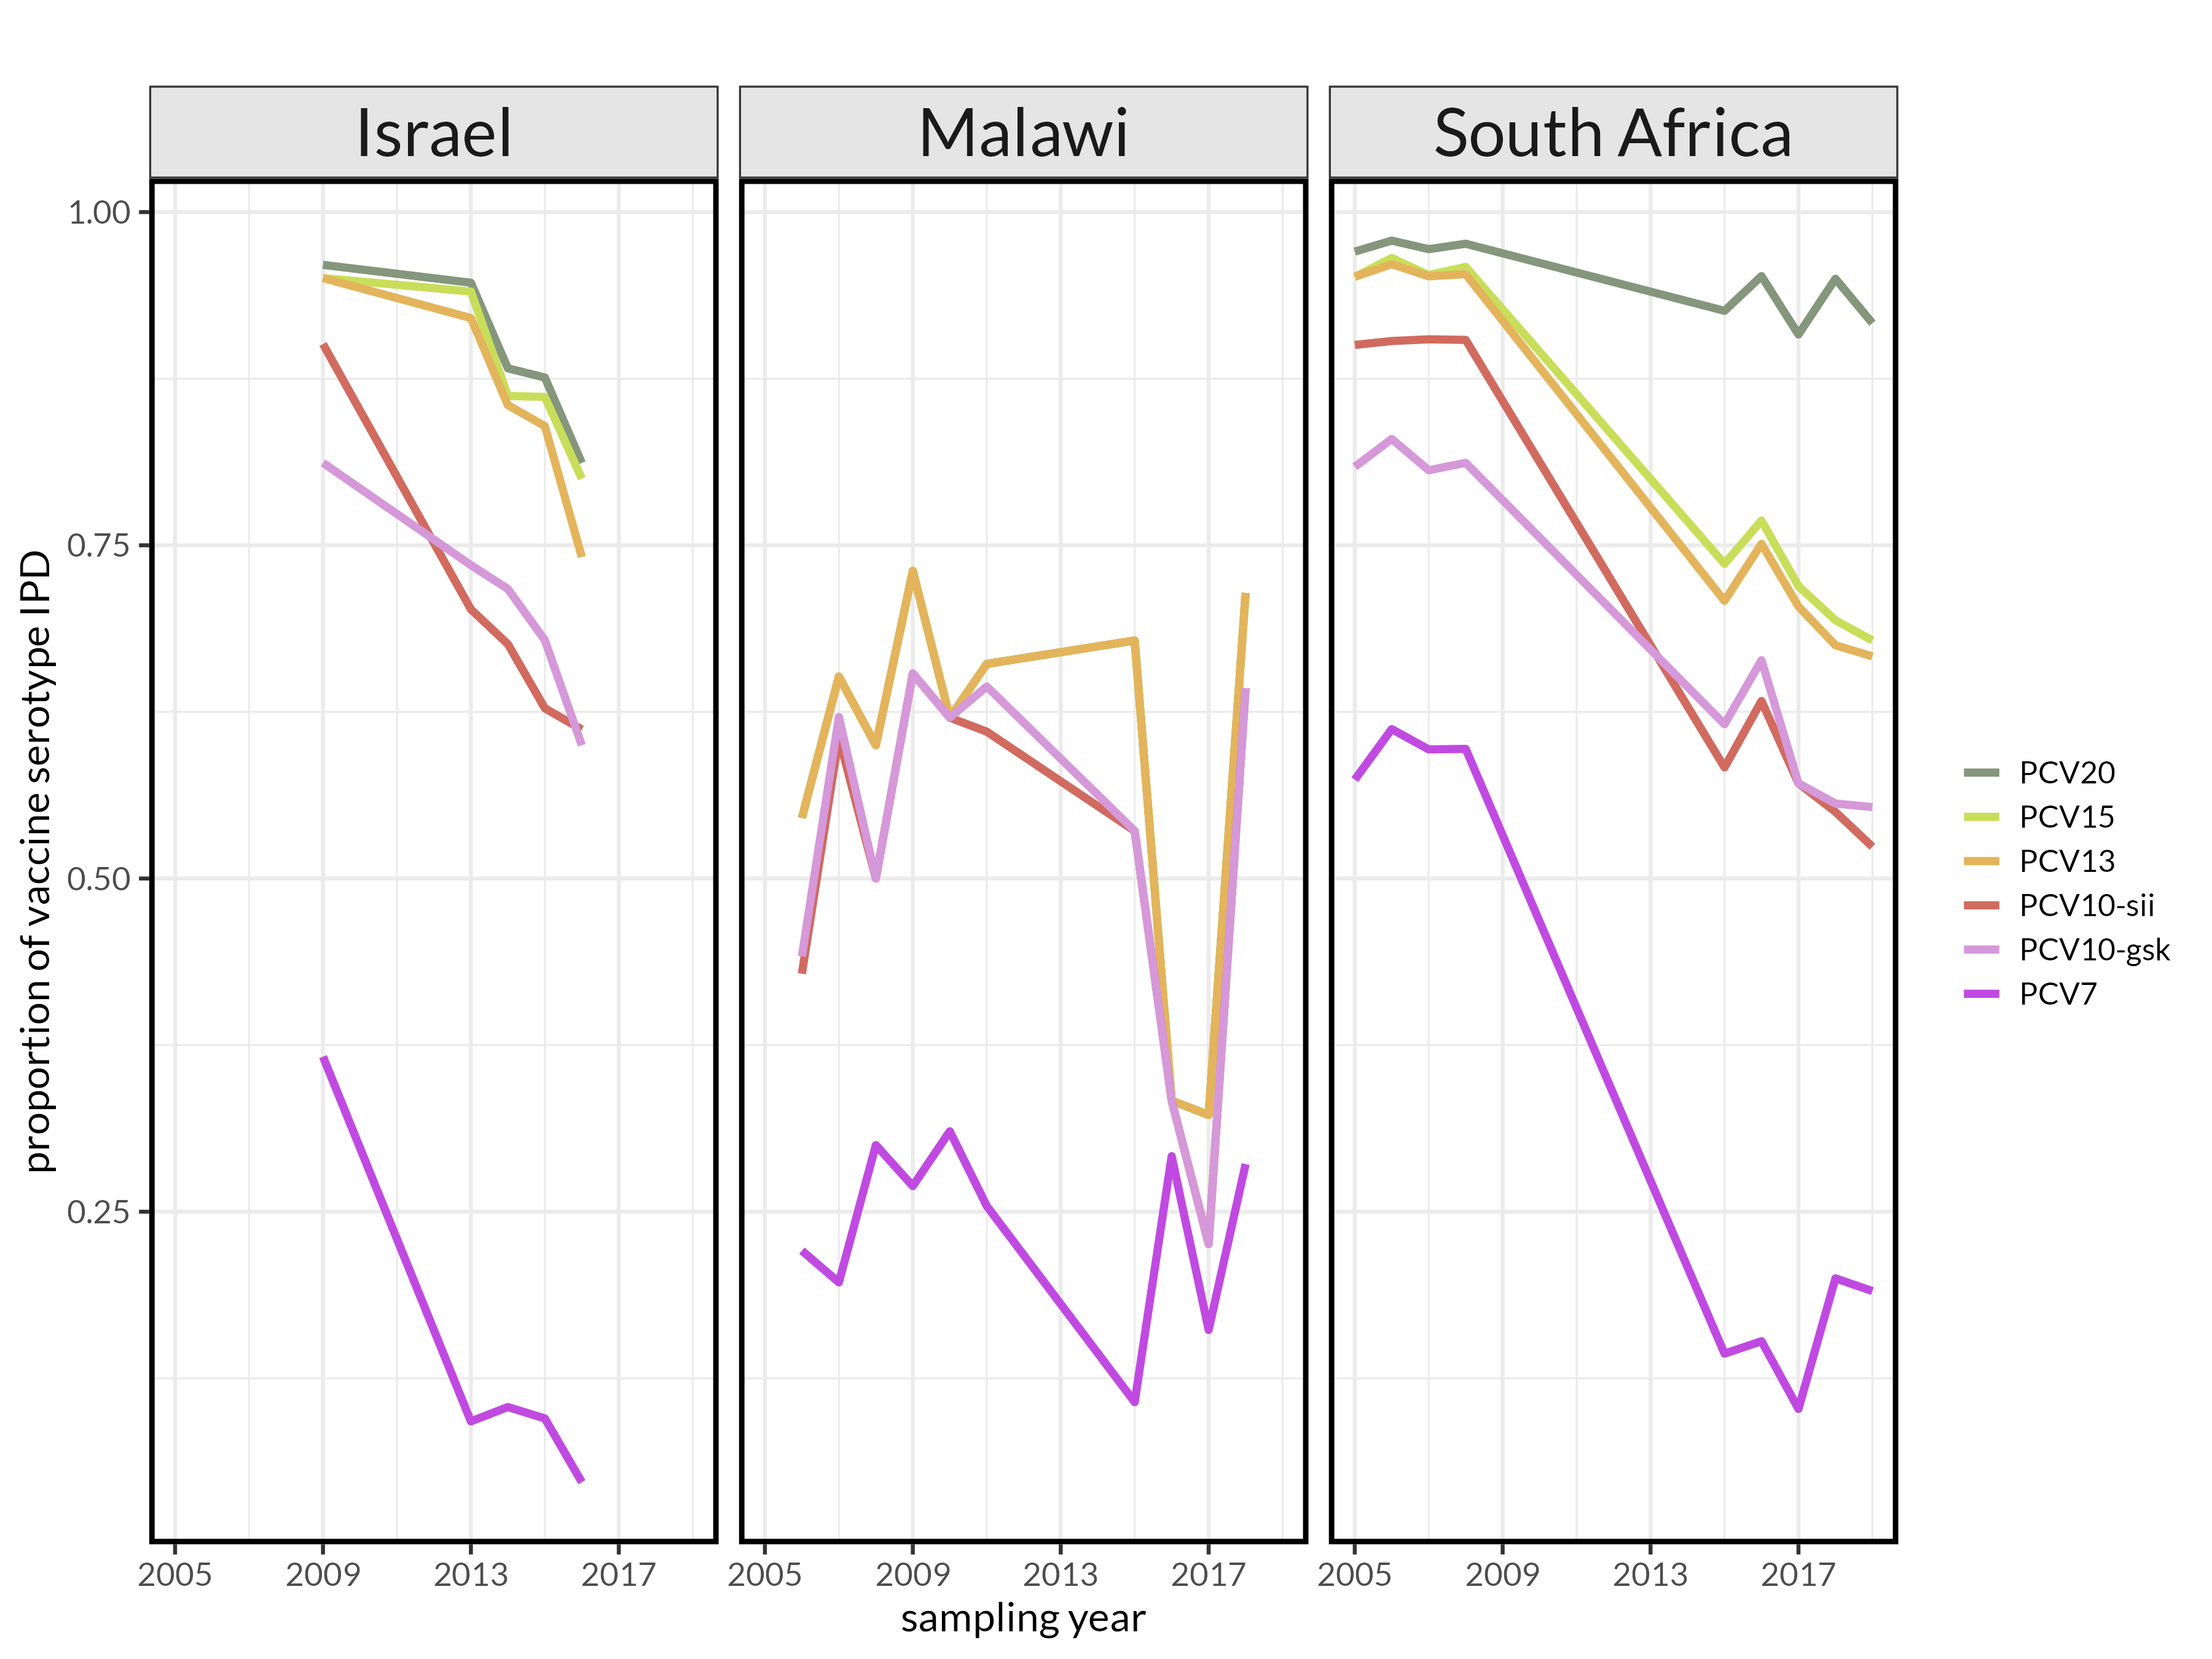 Israel
Malawi
South Africa
1.00
0.75
0.50
0.25
proportion of vaccine serotype IPD
2005 2009 2013 2017
2005 2009 2013 2017
2005 2009 2013 2017
sampling year
PCV20
PCV15
PCV13
PCV10-sii
PCV10-gsk
PCV7